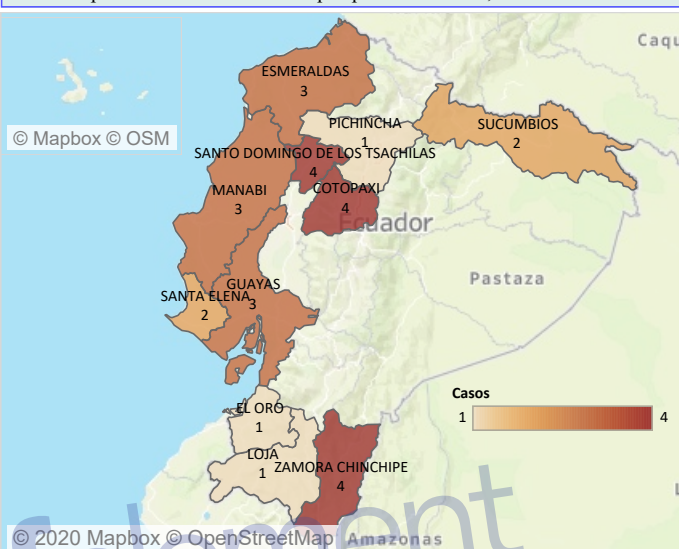 Caqu
ESMERALDAS
3
© Mapbox © OSM
PICHINCHA
1
SUCUMBIOS
2
SANTO DOMINGO DE LOS TSACHILAS
4
COTOPAXI
4
MANABI
3
Ecuador
Pastaza
GUAYAS
3
SANTA ELENA
2
Casos
1
4
EL ORO
1
LOJA
1
ZAMORA CHINCHIPE
4
© 2020 Mapbox © OpenStreetMap
Amazonas